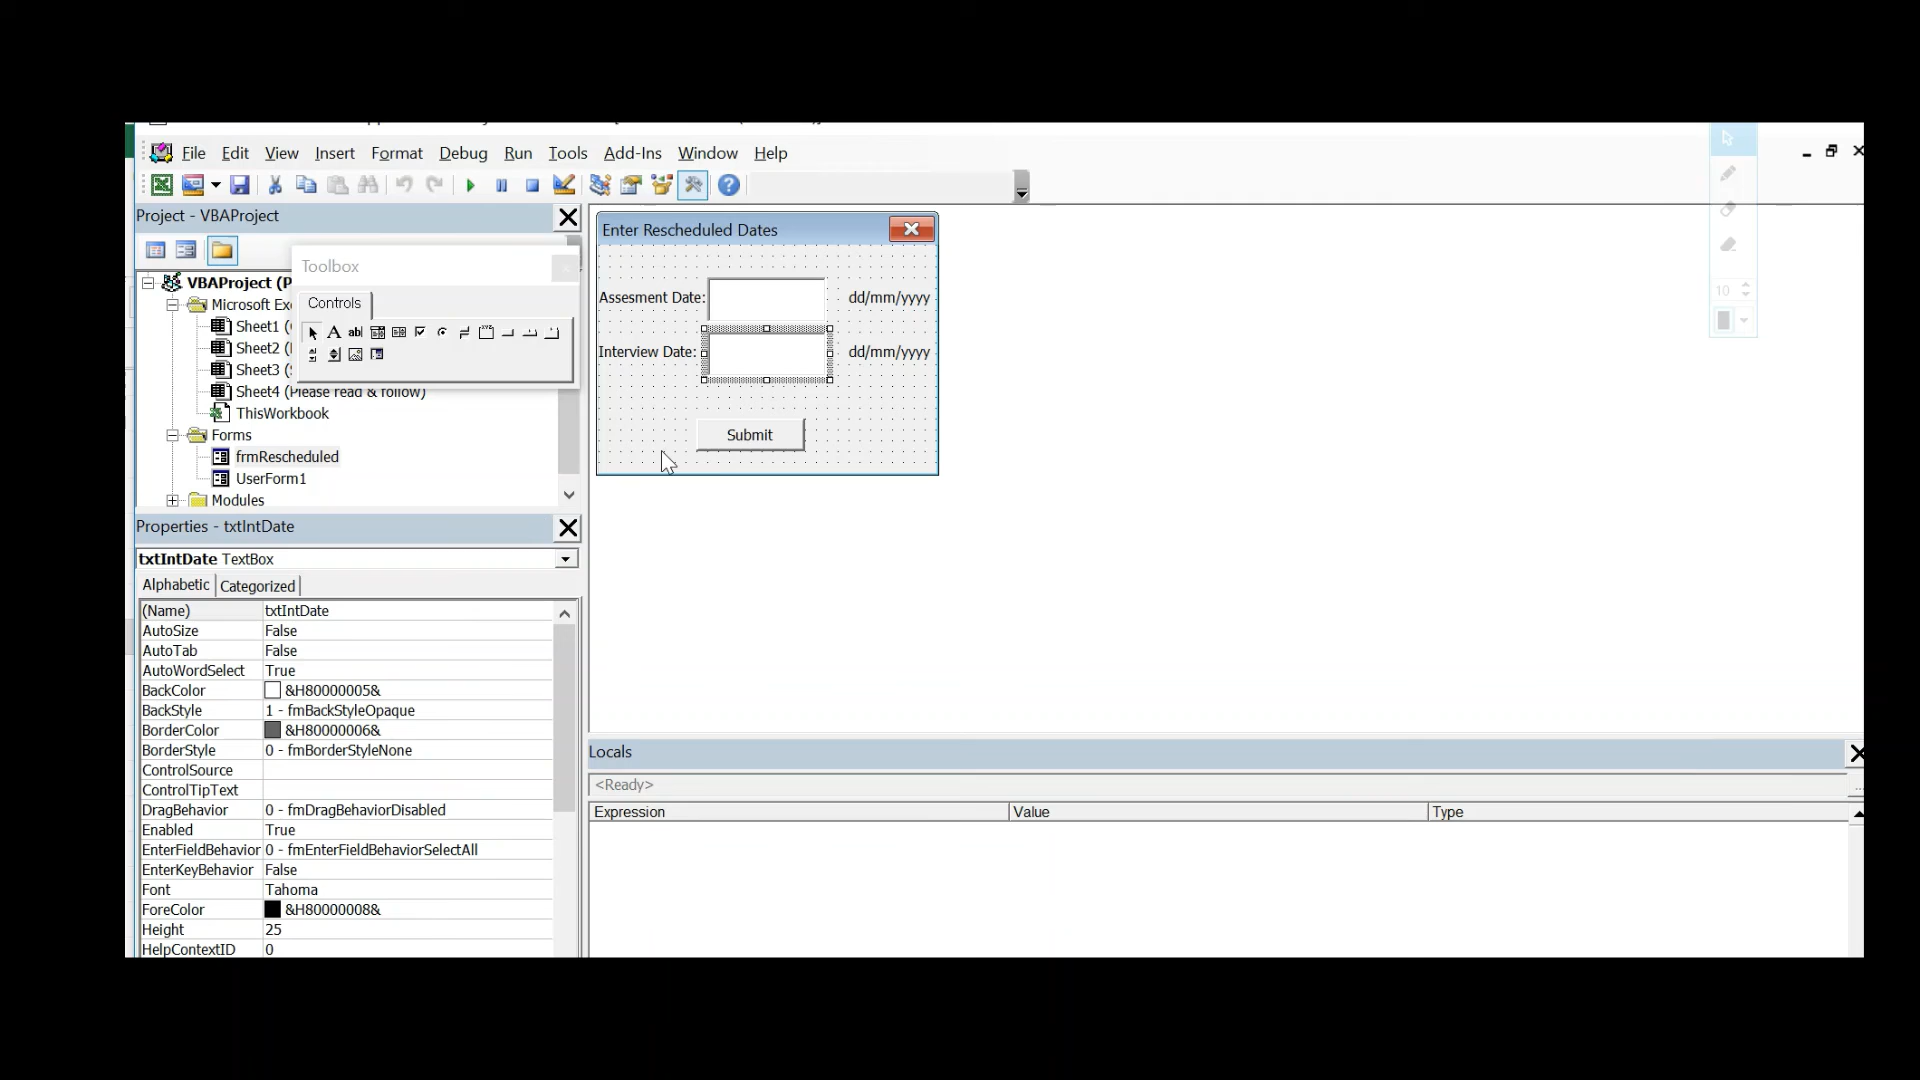 File Edit View Insert Format Debug Run Tools Add-Ins Window Help
Project - VBAProject
Toolbox
Controls
VBAProject (P
Microsoft Exc
Sheet1 (
Sheet2 (
Sheet3 (
Sheet4 (Please read & follow)
ThisWorkbook
Forms
frmRescheduled
UserForm1
Modules
Enter Rescheduled Dates
Assesment Date: dd/mm/yyyy
Interview Date: dd/mm/yyyy
Submit
10
Properties - txtIntDate
txtIntDate TextBox
Alphabetic Categorized
(Name) txtIntDate
AutoSize False
AutoTab False
AutoWordSelect True
BackColor &H80000005&
BackStyle 1 - fmBackStyleOpaque
BorderColor &H80000006&
BorderStyle 0 - fmBorderStyleNone
ControlSource
ControlTipText
DragBehavior 0 - fmDragBehaviorDisabled
Enabled True
EnterFieldBehavior 0 - fmEnterFieldBehaviorSelectAll
EnterKeyBehavior False
Font Tahoma
ForeColor &H80000008&
Height 25
HelpContextID 0
Locals
<Ready>
Expression Value Type